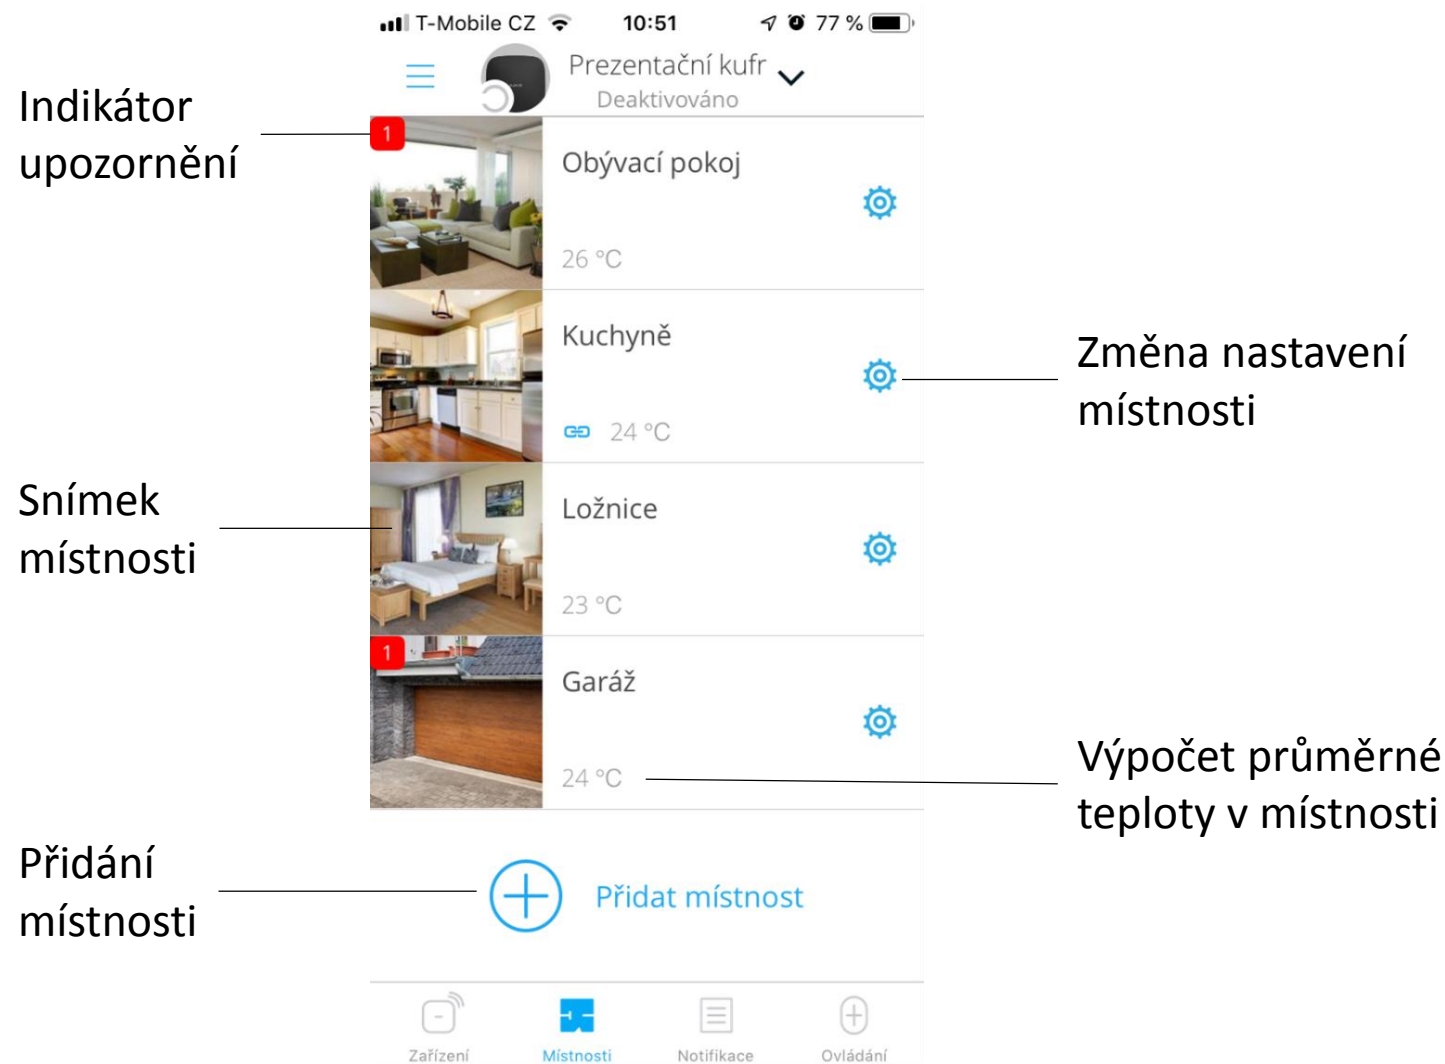 T-Mobile CZ 10:51 77 %
Prezentační kufr
Deaktivováno
Indikátor
upozornění
1
Obývací pokoj
26 °C
Kuchyně
24 °C
Změna nastavení
místnosti
Snímek
místnosti
Ložnice
23 °C
1
Garáž
24 °C
Výpočet průměrné
teploty v místnosti
Přidání
místnosti
Přidat místnost
Zařízení Místnosti Notifikace Ovládání